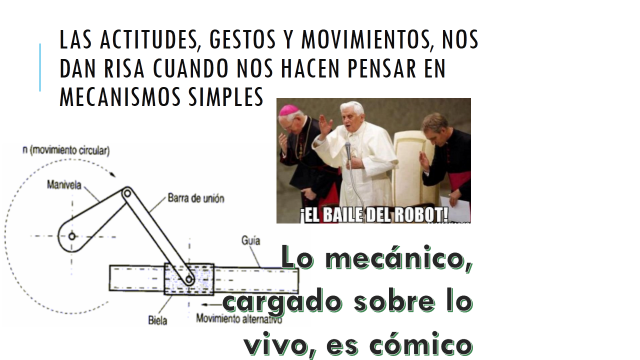 LAS ACTITUDES, GESTOS Y MOVIMIENTOS, NOS
DAN RISA CUANDO NOS HACEN PENSAR EN
MECANISMOS SIMPLES
n (movimiento circular)
Manivela
Barra de unión
Guía
Biela
Movimiento alternativo
¡EL BAILE DEL ROBOT!
Lo mecánico,
cargado sobre lo
vivo, es cómico